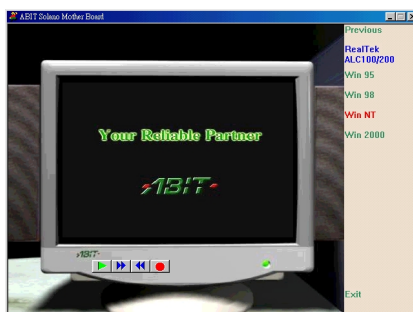 ABIT Solano Mother Board
Previous
RealTek
ALC100/200
Win 95
Win 98
Win NT
Win 2000
Your Reliable Partner
ABIT
ABIT
Exit